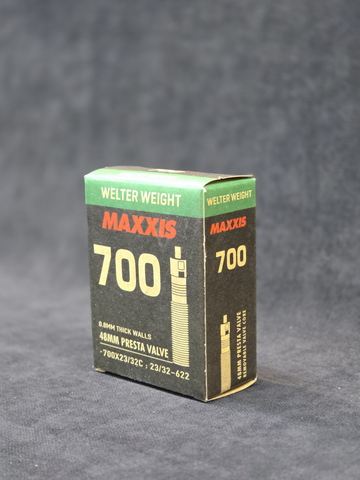 WELTER WEIGHT
MAXXIS
700
0.8MM THICK WALLS
48MM PRESTA VALVE
700X23/32C ; 23/32-622
WELTER WEIGHT
MAXXIS
700
48MM PRESTA VALVE
REMOVABLE VALVE CORE